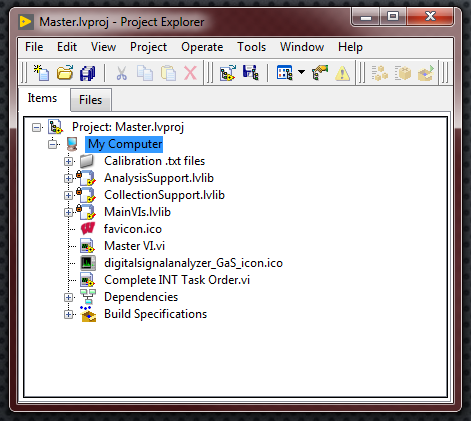 Master.lvproj - Project Explorer
File Edit View Project Operate Tools Window Help
Items Files
Project: Master.lvproj
My Computer
Calibration .txt files
AnalysisSupport.lvlib
CollectionSupport.lvlib
MainVIs.lvlib
favicon.ico
Master VI.vi
digitalsignalanalyzer_GaS_icon.ico
Complete INT Task Order.vi
Dependencies
Build Specifications